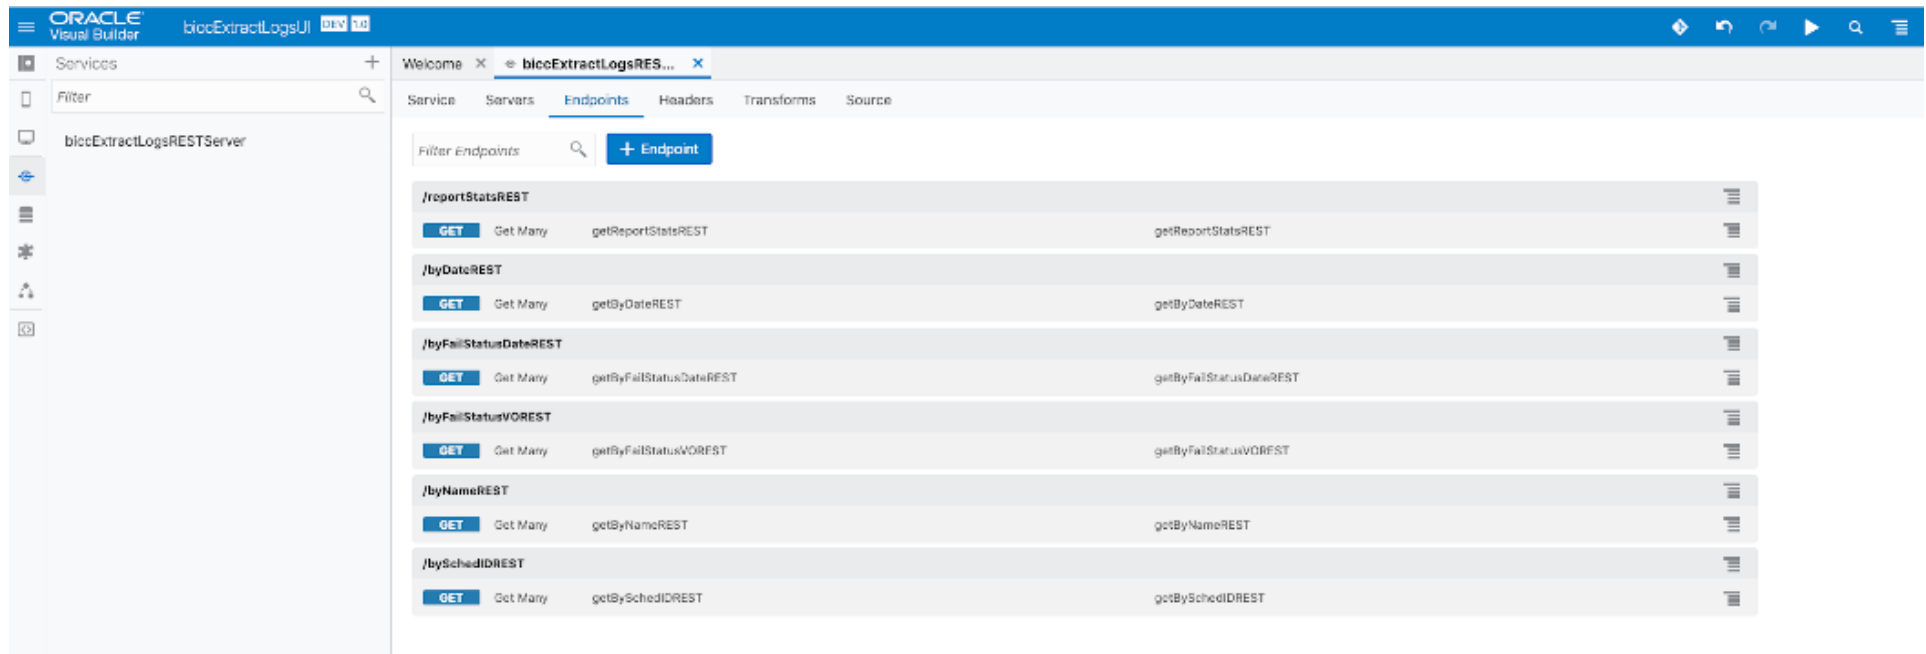 ORACLE
Visual Builder
biccExtractLogsUI DEV 1.0
Services
Welcome biccExtractLogsRES...
Filter
Service Servers Endpoints Headers Transforms Source
biccExtractLogsRESTServer
Filter Endpoints + Endpoint
/reportStatsREST
GET Get Many getReportStatsREST getReportStatsREST
/byDateREST
GET Get Many getByDateREST getByDateREST
/byFailStatusDateREST
GET Get Many getByFailStatusDateREST getByFailStatusDateREST
/byFailStatusVOREST
GET Get Many getByFailStatusVOREST getByFailStatusVOREST
/byNameREST
GET Get Many getByNameREST getByNameREST
/bySchedIDREST
GET Get Many getBySchedIDREST getBySchedIDREST